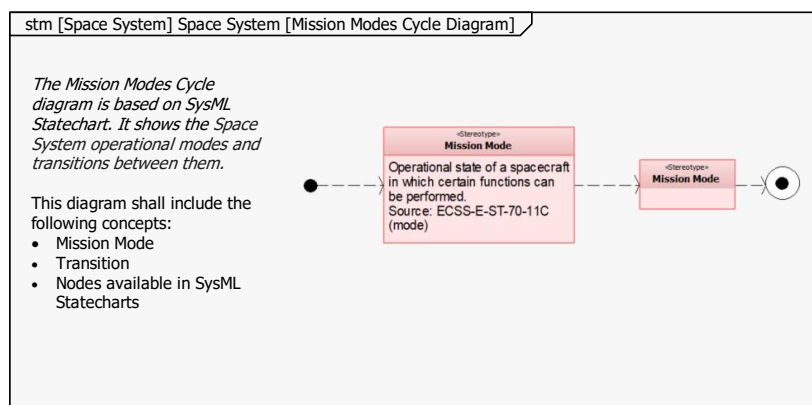 stm [Space System] Space System [Mission Modes Cycle Diagram]
The Mission Modes Cycle
diagram is based on SysML
Statechart. It shows the Space
System operational modes and
transitions between them.
This diagram shall include the
following concepts:
• Mission Mode
• Transition
• Nodes available in SysML
Statecharts
«Stereotype»
Mission Mode
Operational state of a spacecraft
in which certain functions can
be performed.
Source: ECSS-E-ST-70-11C
(mode)
«Stereotype»
Mission Mode